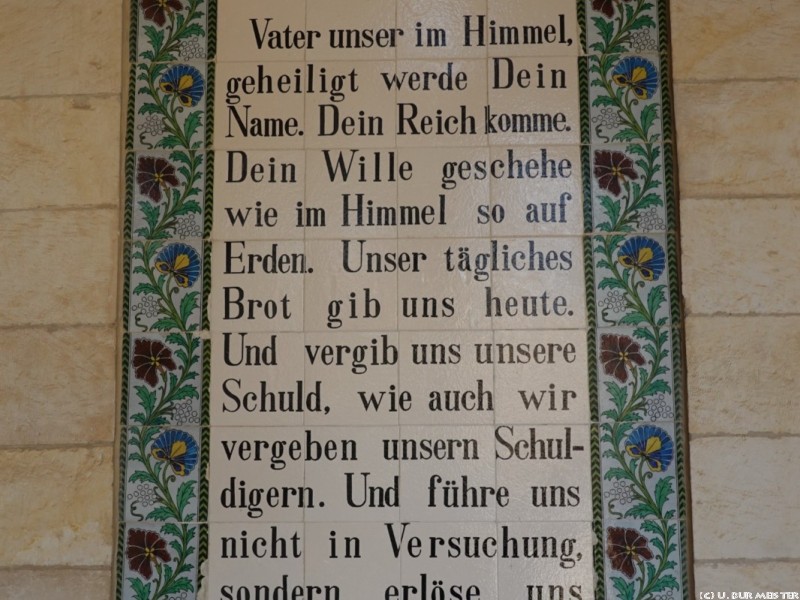 Vater unser im Himmel,
geheiligt werde Dein
Name. Dein Reich komme.
Dein Wille geschehe
wie im Himmel so auf
Erden. Unser tägliches
Brot gib uns heute.
Und vergib uns unsere
Schuld, wie auch wir
vergeben unsern Schul-
digern. Und führe uns
nicht in Versuchung,
sondern erlöse uns
(C) U. BURMEISTER